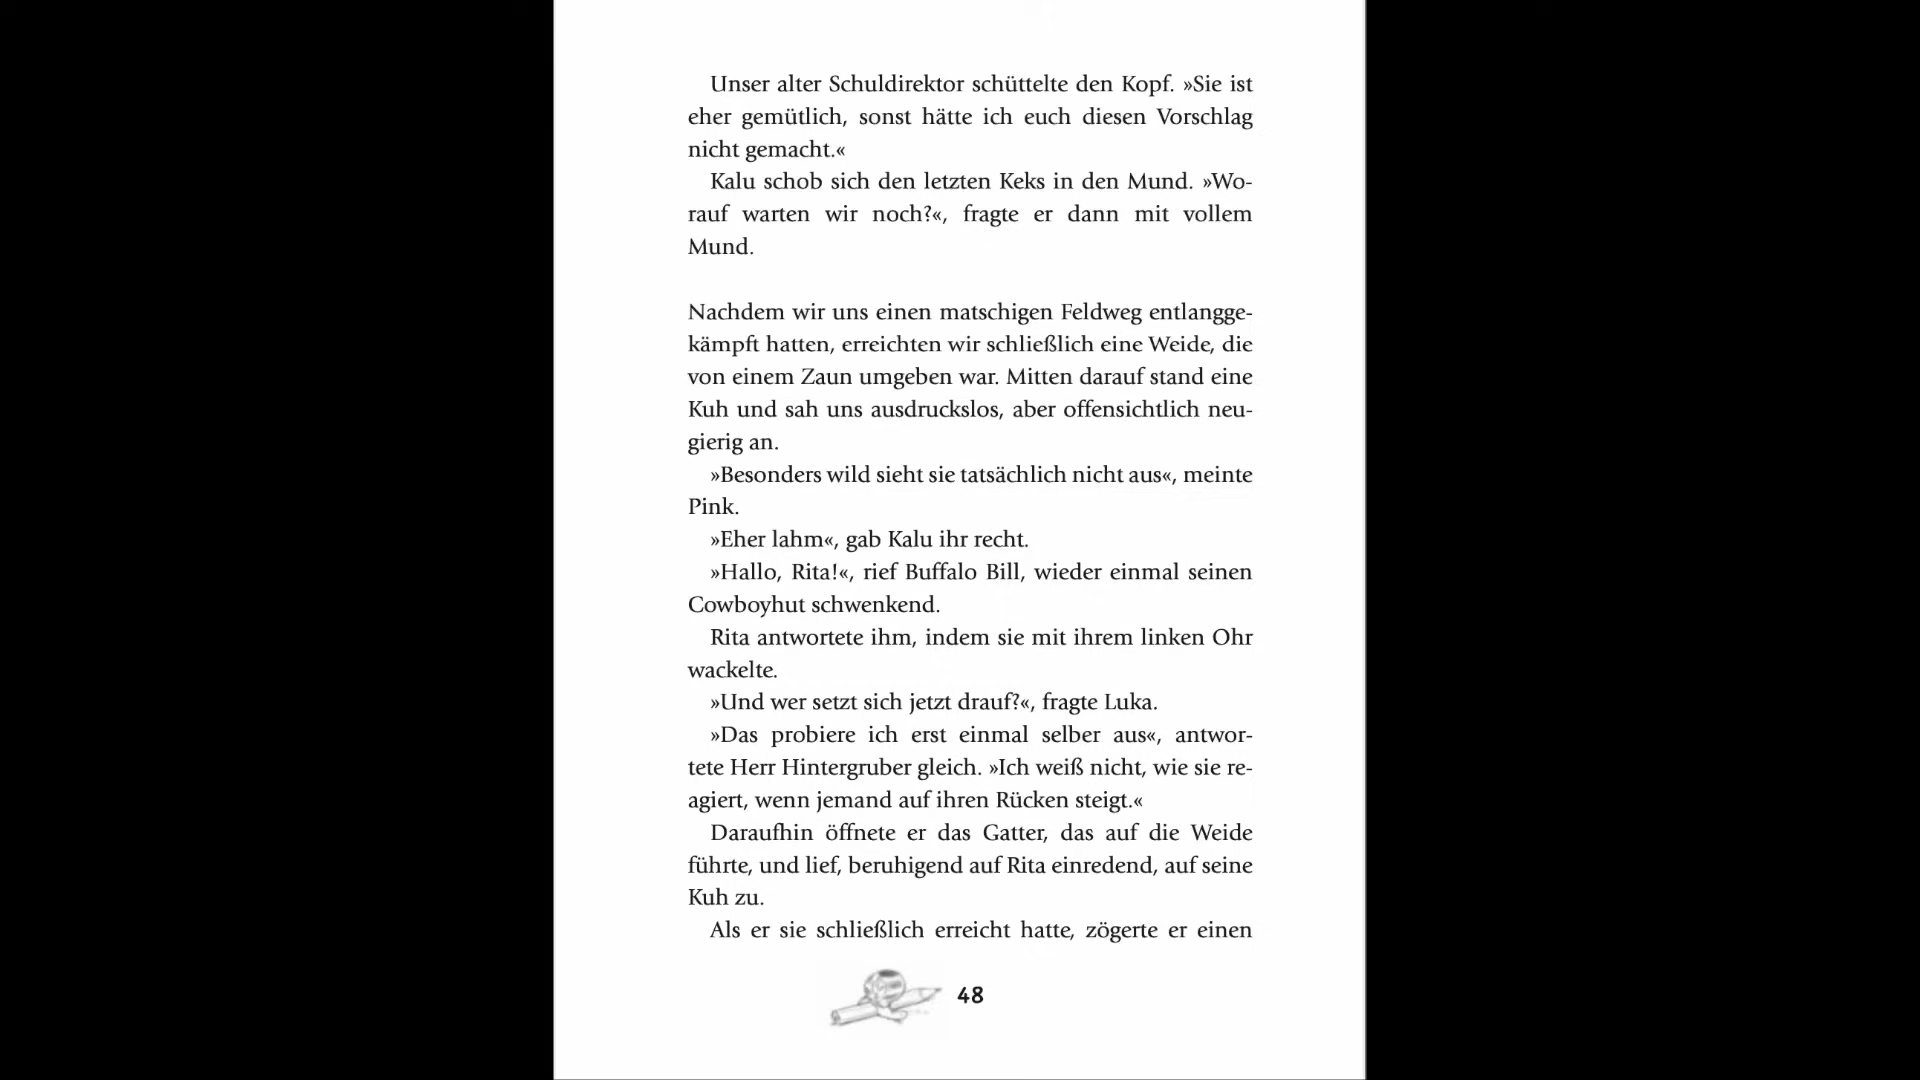 Unser alter Schuldirektor schüttelte den Kopf. »Sie ist
eher gemütlich, sonst hätte ich euch diesen Vorschlag
nicht gemacht.«
Kalu schob sich den letzten Keks in den Mund. »Wo-
rauf warten wir noch?«, fragte er dann mit vollem
Mund.
Nachdem wir uns einen matschigen Feldweg entlangge-
kämpft hatten, erreichten wir schließlich eine Weide, die
von einem Zaun umgeben war. Mitten darauf stand eine
Kuh und sah uns ausdruckslos, aber offensichtlich neu-
gierig an.
»Besonders wild sieht sie tatsächlich nicht aus«, meinte
Pink.
»Eher lahm«, gab Kalu ihr recht.
»Hallo, Rita!«, rief Buffalo Bill, wieder einmal seinen
Cowboyhut schwenkend.
Rita antwortete ihm, indem sie mit ihrem linken Ohr
wackelte.
»Und wer setzt sich jetzt drauf?«, fragte Luka.
»Das probiere ich erst einmal selber aus«, antwor-
tete Herr Hintergruber gleich. »Ich weiß nicht, wie sie re-
agiert, wenn jemand auf ihren Rücken steigt.«
Daraufhin öffnete er das Gatter, das auf die Weide
führte, und lief, beruhigend auf Rita einredend, auf seine
Kuh zu.
Als er sie schließlich erreicht hatte, zögerte er einen
48